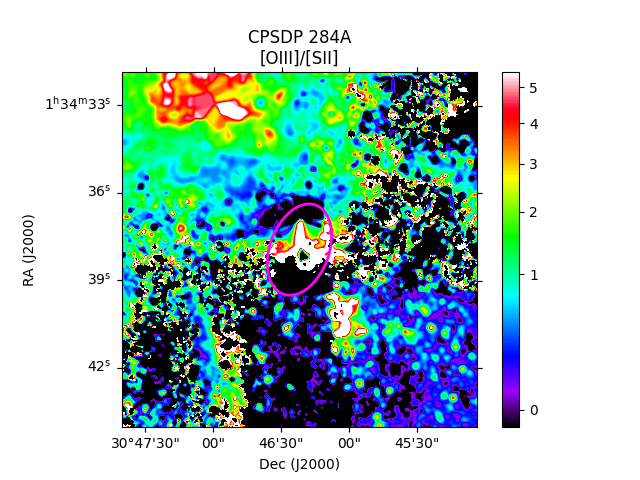 CPSDP 284A
[OIII]/[SII]
1ʰ34ᵐ33ˢ
36ˢ
39ˢ
42ˢ
RA (J2000)
30°47'30" 00" 46'30" 00" 45'30"
Dec (J2000)
5
4
3
2
1
0